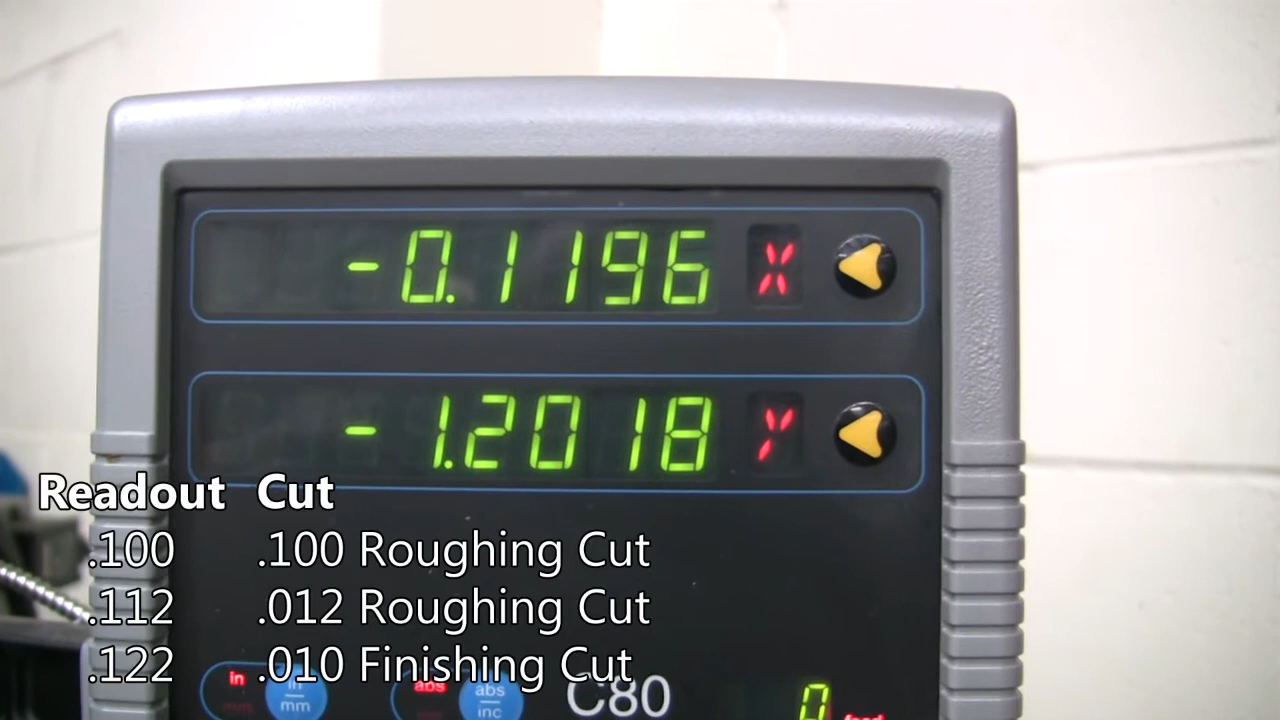 -0.1196 X
-1.2018 Y
Readout Cut
.100 .100 Roughing Cut
.112 .012 Roughing Cut
.122 .010 Finishing Cut
in in mm abs abs inc C80 0 feed